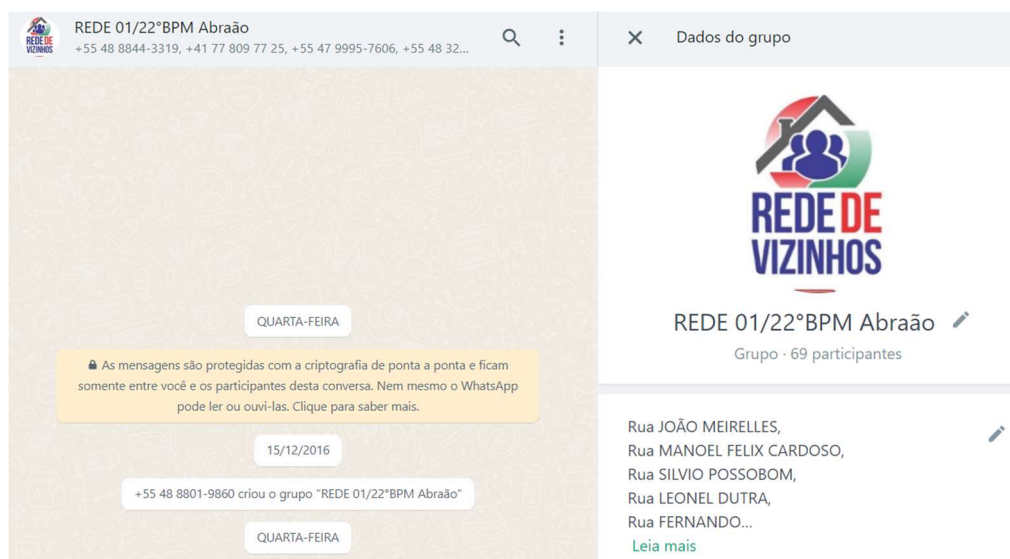 REDE 01/22°BPM Abraão
+55 48 8844-3319, +41 77 809 77 25, +55 47 9995-7606, +55 48 32...
REDE DE
VIZINHOS
QUARTA-FEIRA
As mensagens são protegidas com a criptografia de ponta a ponta e ficam
somente entre você e os participantes desta conversa. Nem mesmo o WhatsApp
pode ler ou ouvi-las. Clique para saber mais.
15/12/2016
+55 48 8801-9860 criou o grupo "REDE 01/22°BPM Abraão"
QUARTA-FEIRA
Dados do grupo
REDE DE
VIZINHOS
REDE 01/22°BPM Abraão
Grupo · 69 participantes
Rua JOÃO MEIRELLES,
Rua MANOEL FELIX CARDOSO,
Rua SILVIO POSSOBOM,
Rua LEONEL DUTRA,
Rua FERNANDO...
Leia mais